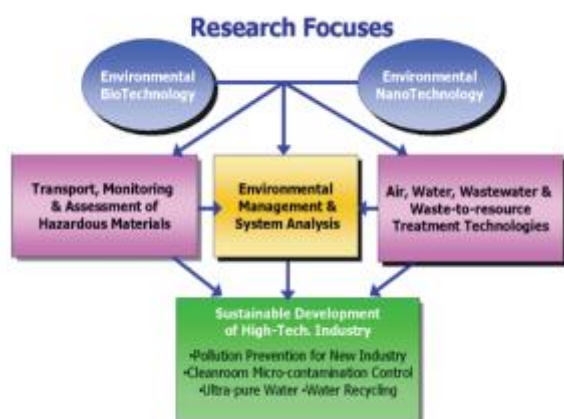 Research Focuses
Environmental
BioTechnology
Environmental
NanoTechnology
Transport, Monitoring
& Assessment of
Hazardous Materials
Environmental
Management &
System Analysis
Air, Water, Wastewater &
Waste-to-resource
Treatment Technologies
Sustainable Development
of High-Tech. Industry
•Pollution Prevention for New Industry
•Cleanroom Micro-contamination Control
•Ultra-pure Water •Water Recycling